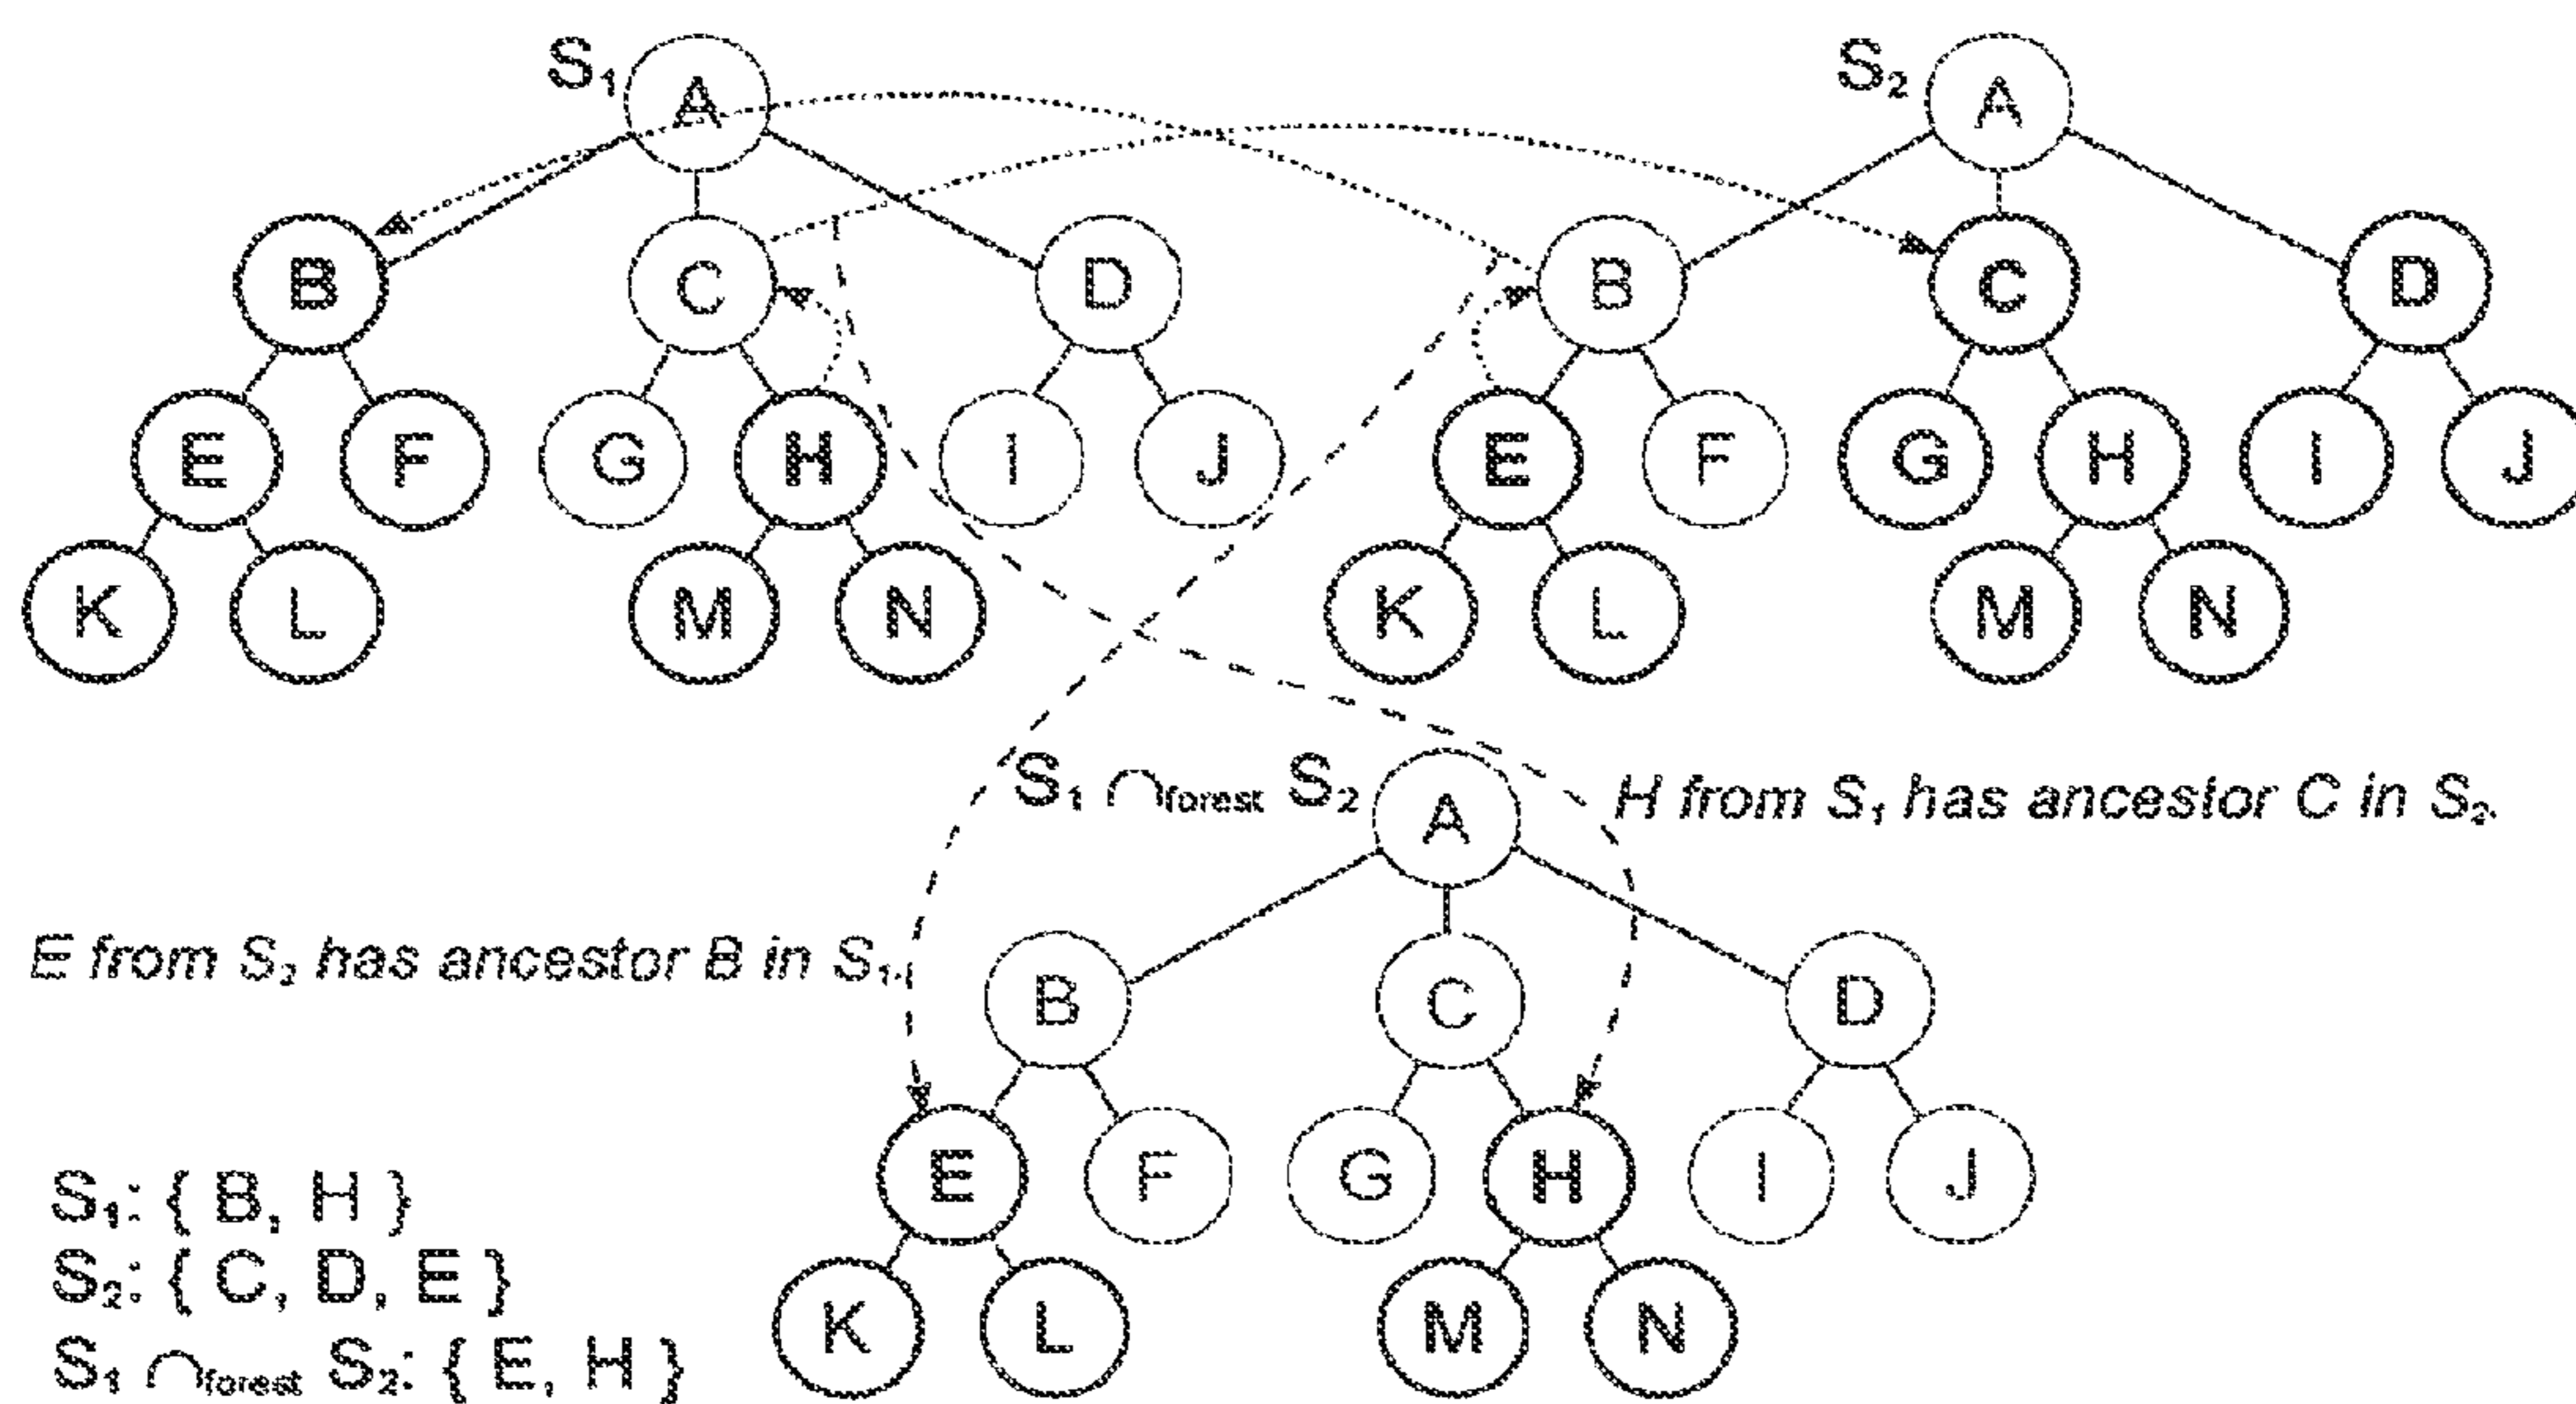 S₁ A S₂ A
B C D B C D
E F G H I J E F G H I J
K L M N K L M N
S₁ ∩forest S₂ A H from S₁ has ancestor C in S₂.
E from S₂ has ancestor B in S₁.
B C D
E F G H I J
K L M N
S₁: { B, H }
S₂: { C, D, E }
S₁ ∩forest S₂: { E, H }